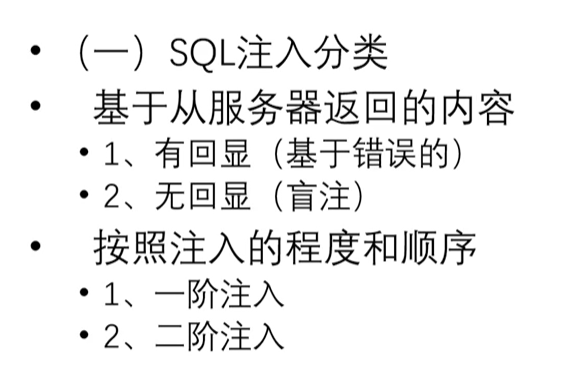 • （一）SQL注入分类
• 基于从服务器返回的内容
• 1、有回显（基于错误的）
• 2、无回显（盲注）
• 按照注入的程度和顺序
• 1、一阶注入
• 2、二阶注入